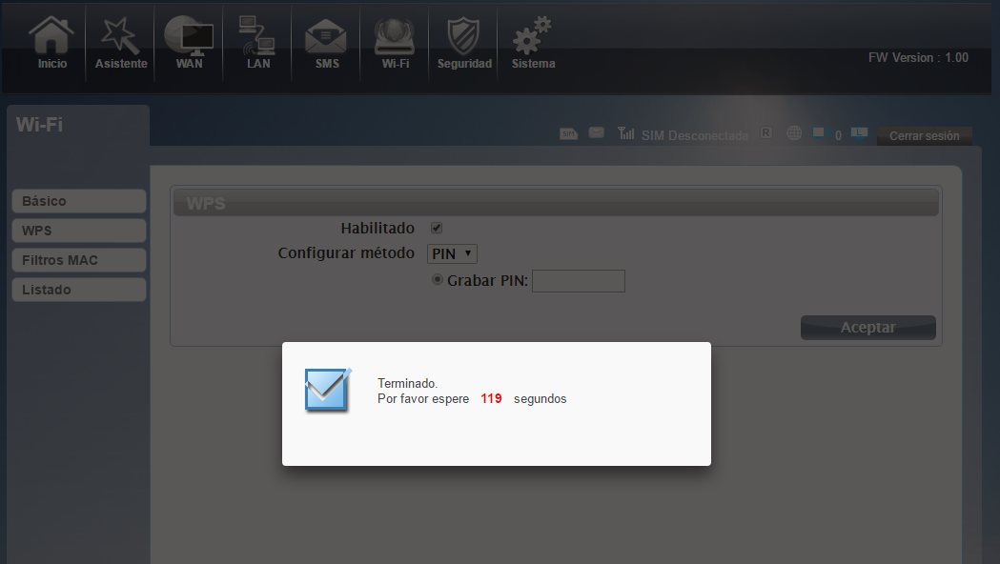 Inicio
Asistente
WAN
LAN
SMS
Wi-Fi
Seguridad
Sistema
FW Version : 1.00
Wi-Fi
SIM
SIM Desconectada
R
0
L
Cerrar sesión
Básico
WPS
Filtros MAC
Listado
WPS
Habilitado
Configurar método
PIN
Grabar PIN:
Aceptar
Terminado.
Por favor espere 119 segundos